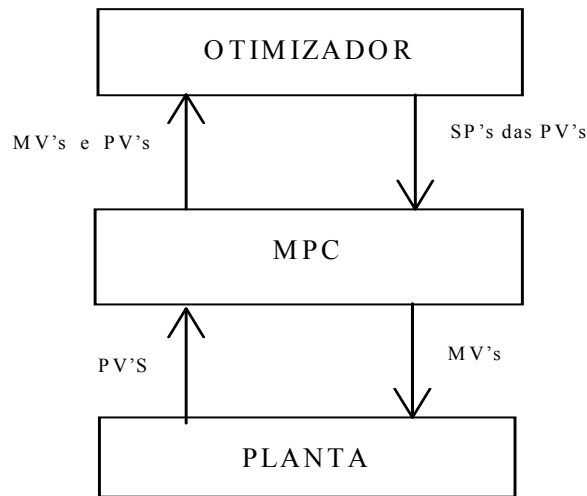 OTIMIZADOR
MV's e PV's
SP's das PV's
MPC
PV'S
MV's
PLANTA